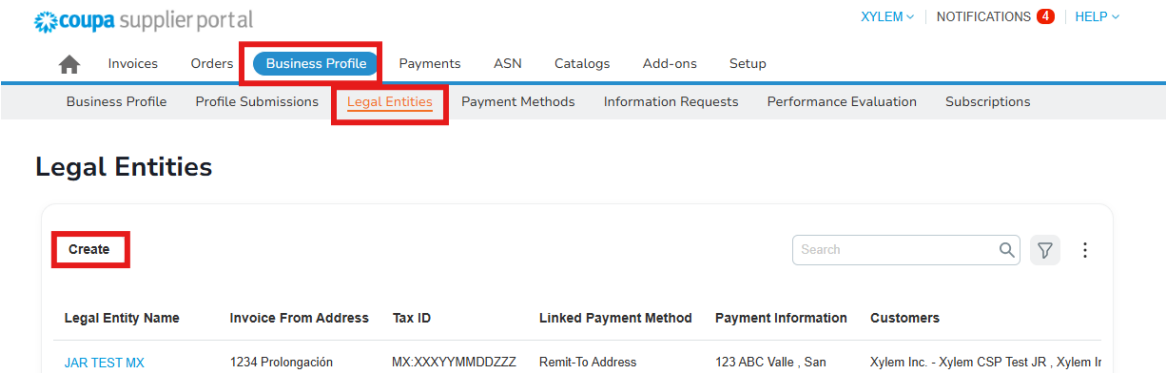 coupa supplier portal XYLEM NOTIFICATIONS 4 HELP
Invoices Orders Business Profile Payments ASN Catalogs Add-ons Setup
Business Profile Profile Submissions Legal Entities Payment Methods Information Requests Performance Evaluation Subscriptions
Legal Entities
Create Search
Legal Entity Name Invoice From Address Tax ID Linked Payment Method Payment Information Customers
JAR TEST MX 1234 Prolongación MX:XXXYYMMDDZZZ Remit-To Address 123 ABC Valle , San Xylem Inc. - Xylem CSP Test JR , Xylem